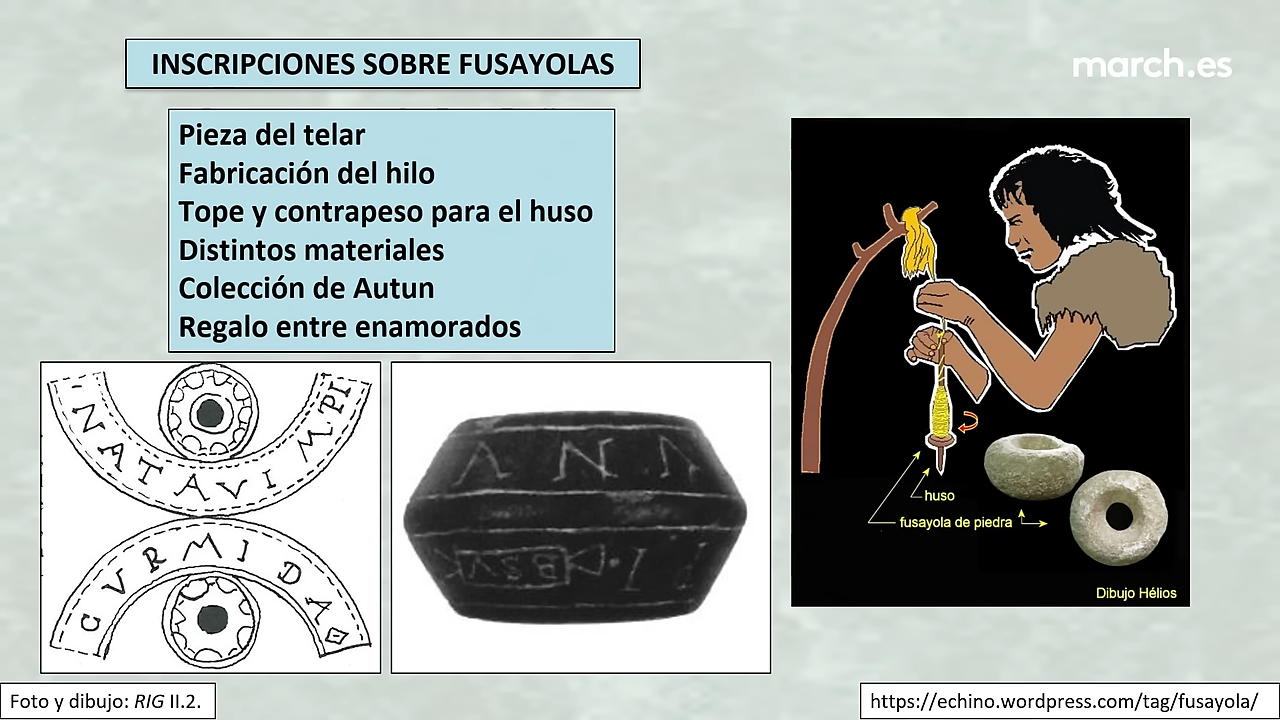 INSCRIPCIONES SOBRE FUSAYOLAS
march.es
Pieza del telar
Fabricación del hilo
Tope y contrapeso para el huso
Distintos materiales
Colección de Autun
Regalo entre enamorados
NATA VIMPI
CVRMI DA
huso
fusayola de piedra
Dibujo Hélios
Foto y dibujo: RIG II.2.
https://echino.wordpress.com/tag/fusayola/